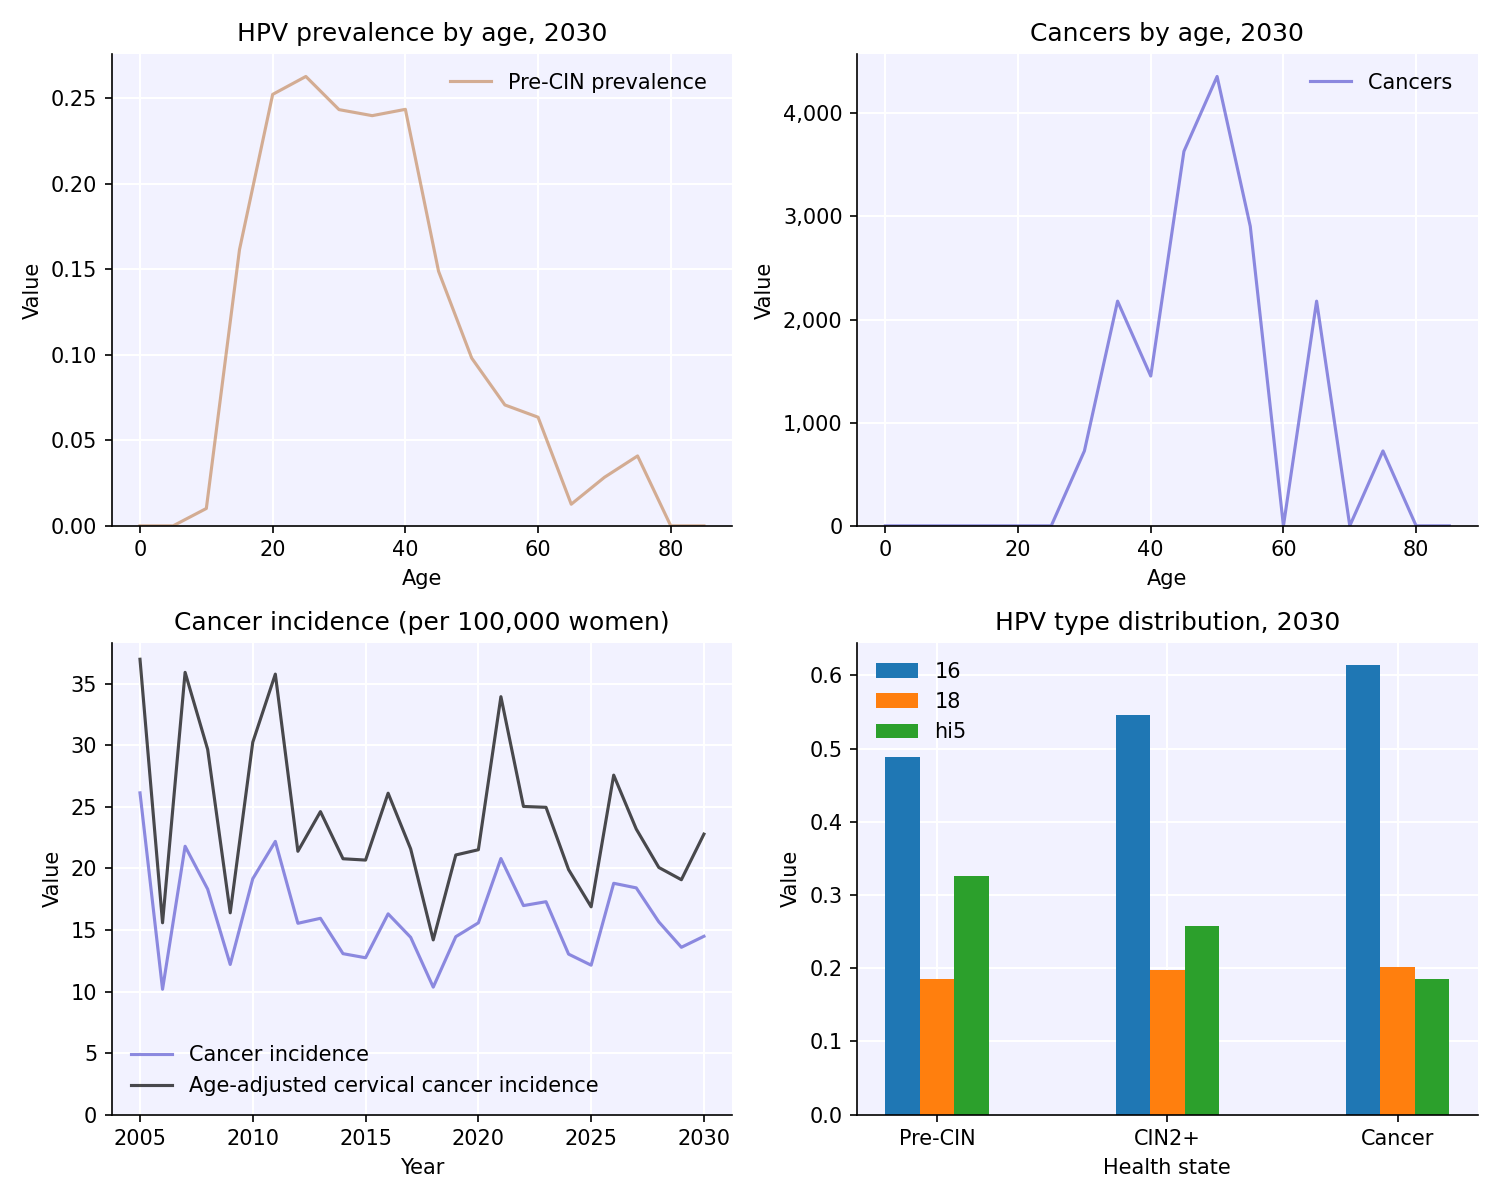 HPV prevalence by age, 2030
Pre-CIN prevalence
0.25
0.20
0.15
0.10
0.05
0.00
Value
0 20 40 60 80
Age
Cancers by age, 2030
Cancers
4,000
3,000
2,000
1,000
0
Value
0 20 40 60 80
Age
Cancer incidence (per 100,000 women)
35
30
25
20
15
10
5
0
Value
Cancer incidence
Age-adjusted cervical cancer incidence
2005 2010 2015 2020 2025 2030
Year
HPV type distribution, 2030
16
18
hi5
0.6
0.5
0.4
0.3
0.2
0.1
0.0
Value
Pre-CIN CIN2+ Cancer
Health state